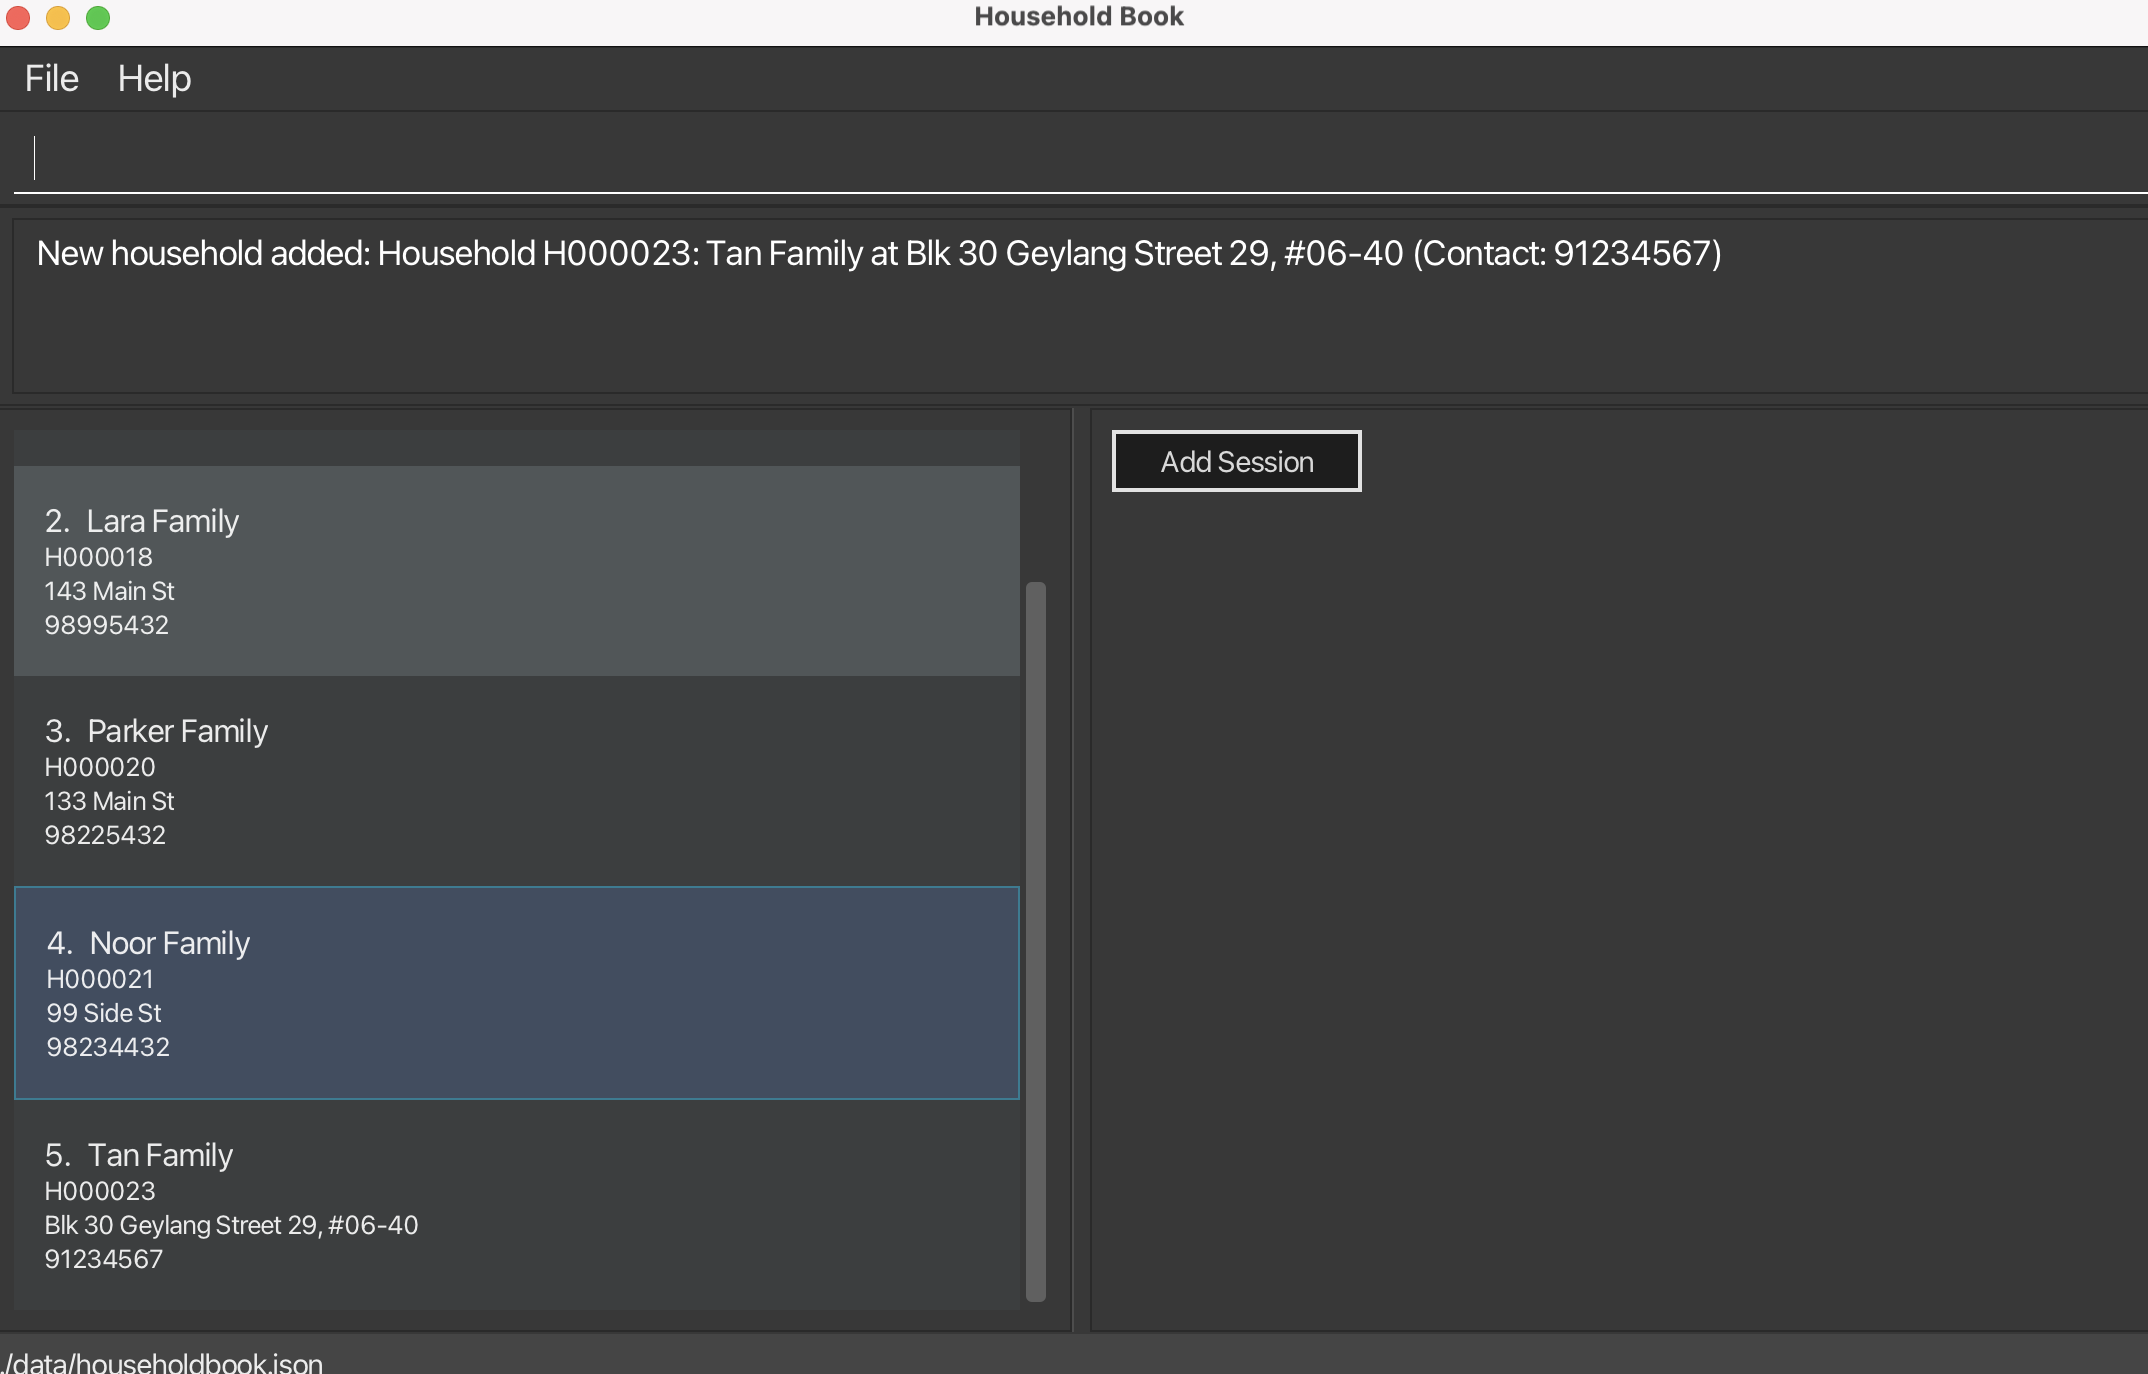 Household Book
File Help
New household added: Household H000023: Tan Family at Blk 30 Geylang Street 29, #06-40 (Contact: 91234567)
Add Session
2. Lara Family
H000018
143 Main St
98995432
3. Parker Family
H000020
133 Main St
98225432
4. Noor Family
H000021
99 Side St
98234432
5. Tan Family
H000023
Blk 30 Geylang Street 29, #06-40
91234567
./data/householdbook.json